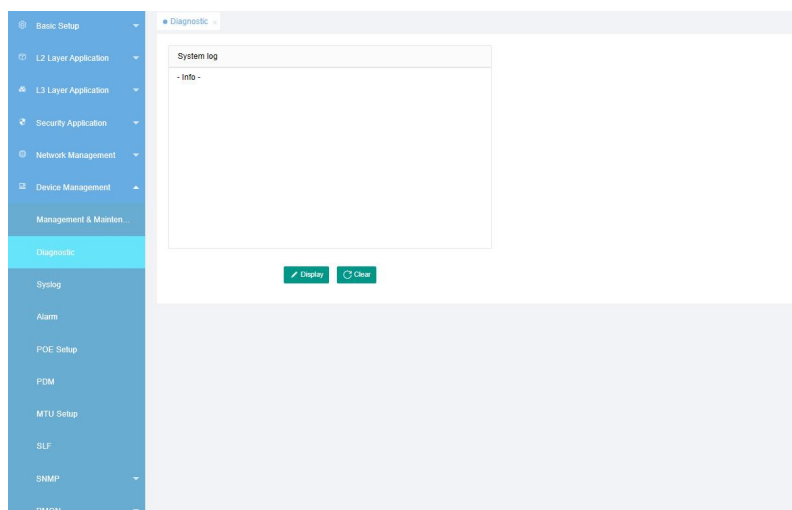 Basic Setup
L2 Layer Application
L3 Layer Application
Security Application
Network Management
Device Management
Management & Mainten...
Diagnostic
Syslog
Alarm
POE Setup
PDM
MTU Setup
SLF
SNMP
Diagnostic
System log
- Info -
Display
Clear